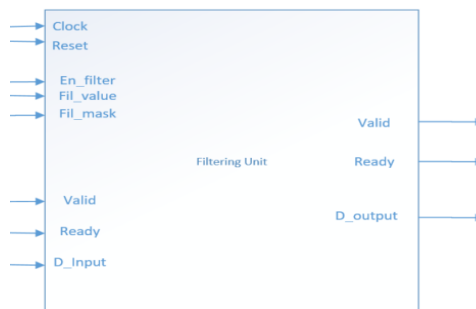 Clock
Reset
En_filter
Fil_value
Fil_mask
Valid
Ready
Filtering Unit
Valid
Ready
D_output
D_Input